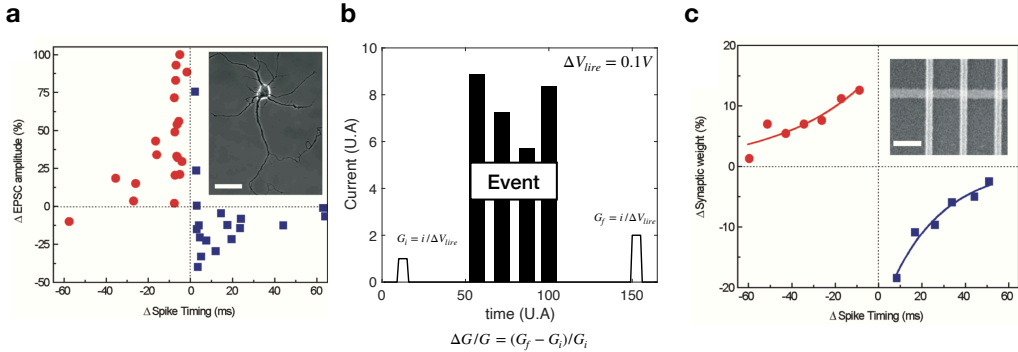 a
Δ EPSC amplitude (%)
100
75
50
25
0
-25
-50
-60
-40
-20
0
20
40
60
Δ Spike Timing (ms)
b
Current (U.A)
10
8
6
4
2
0
ΔV_lire = 0.1V
Event
G_i = i/ΔV_lire
G_f = i/ΔV_lire
0
50
100
150
time (U.A)
ΔG/G = (G_f − G_i)/G_i
c
Δ Synaptic weight (%)
20
10
0
-10
-20
-60
-40
-20
0
20
40
60
Δ Spike Timing (ms)